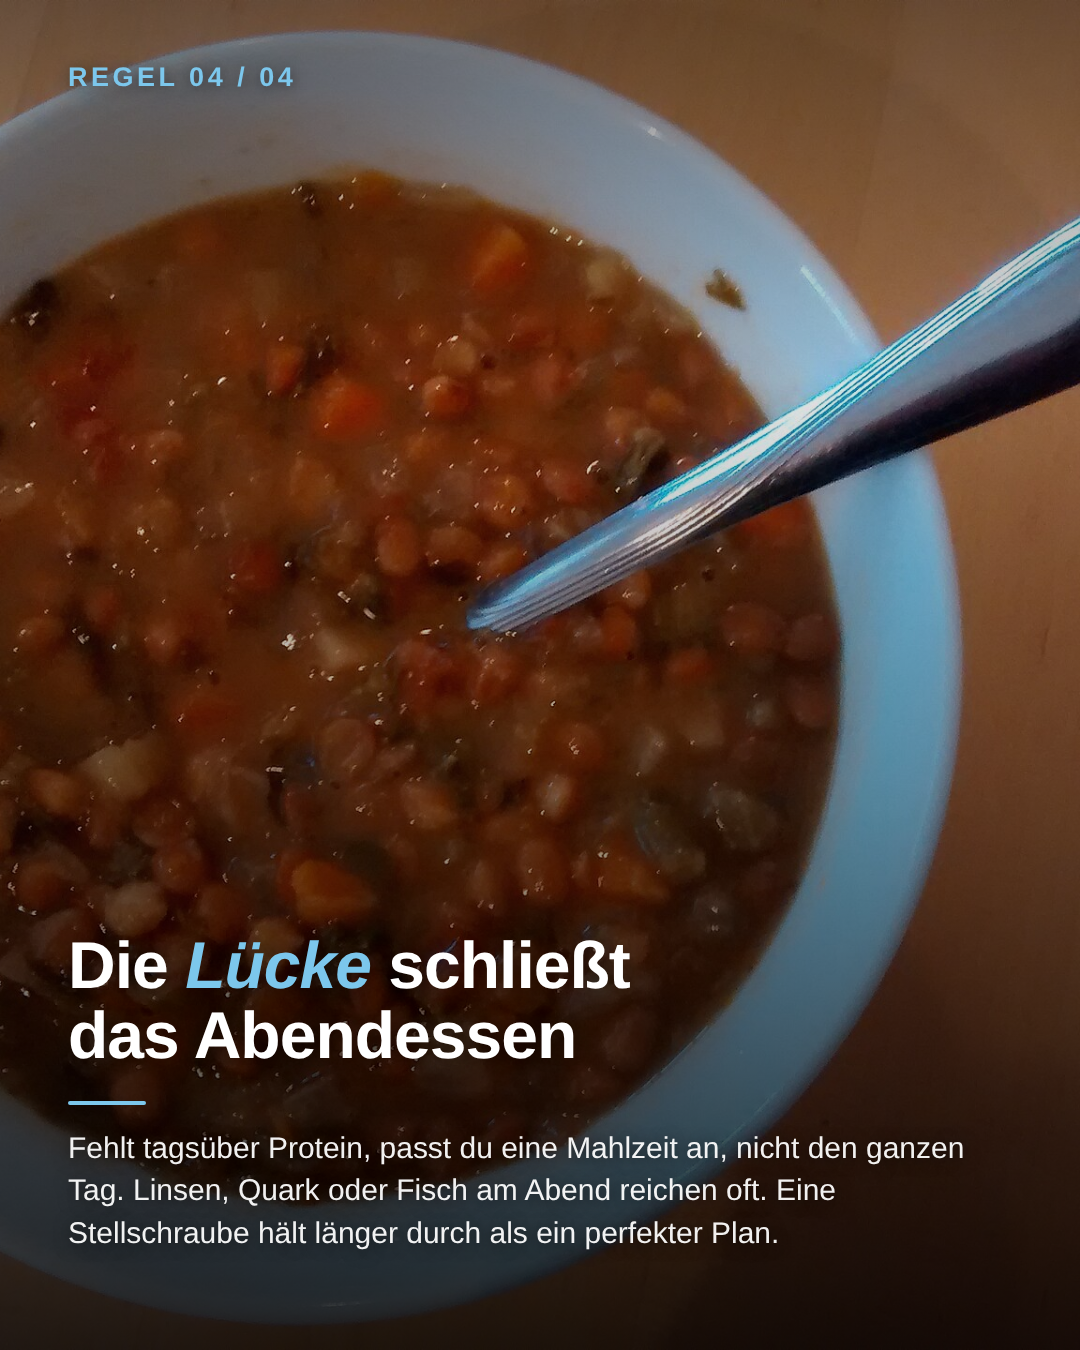 REGEL 04 / 04
Die Lücke schließt
das Abendessen
Fehlt tagsüber Protein, passt du eine Mahlzeit an, nicht den ganzen
Tag. Linsen, Quark oder Fisch am Abend reichen oft. Eine
Stellschraube hält länger durch als ein perfekter Plan.